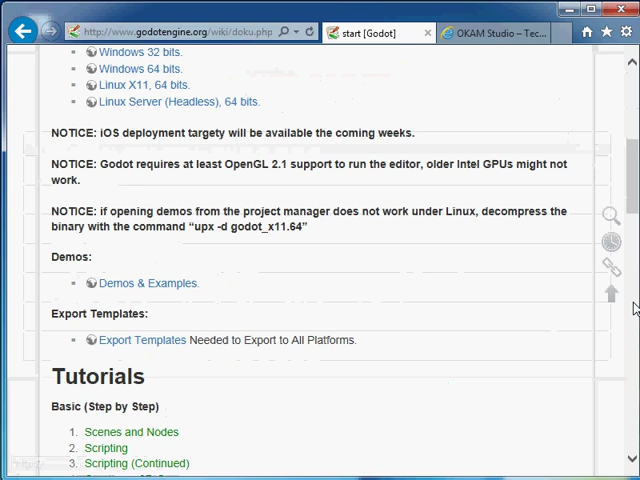 http://www.godotengine.org/wiki/doku.php
start [Godot]
OKAM Studio – Tec...
Windows 32 bits.
Windows 64 bits.
Linux X11, 64 bits.
Linux Server (Headless), 64 bits.
NOTICE: iOS deployment targety will be available the coming weeks.
NOTICE: Godot requires at least OpenGL 2.1 support to run the editor, older Intel GPUs might not
work.
NOTICE: if opening demos from the project manager does not work under Linux, decompress the
binary with the command “upx -d godot_x11.64”
Demos:
Demos & Examples.
Export Templates:
Export Templates Needed to Export to All Platforms.
Tutorials
Basic (Step by Step)
1. Scenes and Nodes
2. Scripting
3. Scripting (Continued)